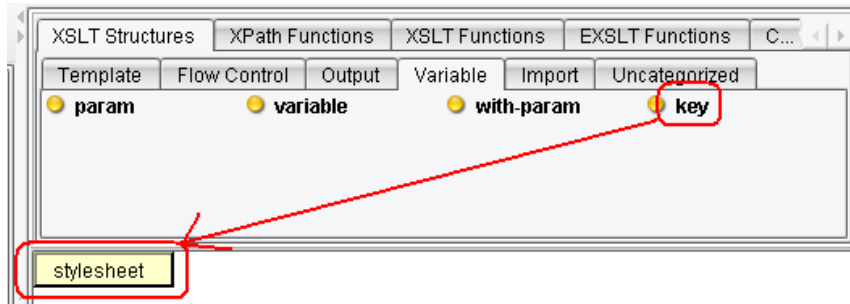 XSLT Structures XPath Functions XSLT Functions EXSLT Functions C...
Template Flow Control Output Variable Import Uncategorized
param variable with-param key
stylesheet